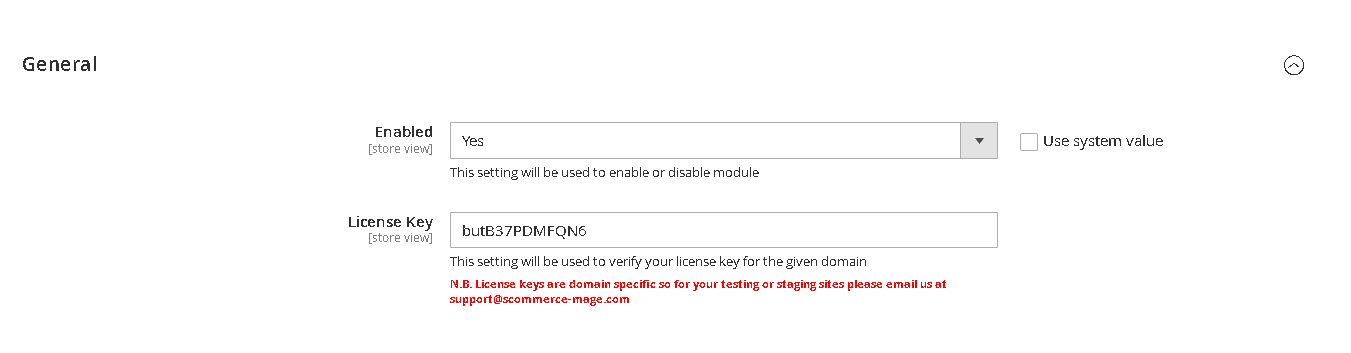 General
Enabled
[store view]
Yes
Use system value
This setting will be used to enable or disable module
License Key
[store view]
butB37PDMFQN6
This setting will be used to verify your license key for the given domain
N.B. License keys are domain specific so for your testing or staging sites please email us at
support@scommerce-mage.com